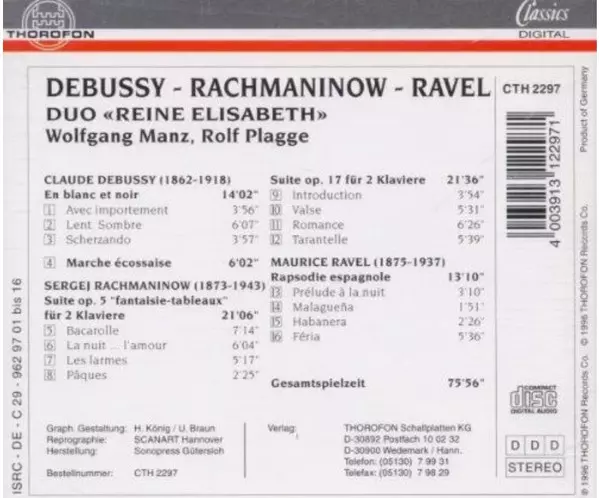 THOROFON
Classics
DIGITAL
DEBUSSY - RACHMANINOW - RAVEL
CTH 2297
DUO «REINE ELISABETH»
Wolfgang Manz, Rolf Plagge
CLAUDE DEBUSSY (1862-1918)
En blanc et noir 14'02"
1 Avec importement 3'56"
2 Lent. Sombre 6'07"
3 Scherzando 3'57"
4 Marche écossaise 6'02"
SERGEJ RACHMANINOW (1873-1943)
Suite op. 5 "fantaisie-tableaux"
für 2 Klaviere 21'06"
5 Bacarolle 7'14"
6 La nuit ... l'amour 6'04"
7 Les larmes 5'17"
8 Pâques 2'25"
Suite op. 17 für 2 Klaviere 21'36"
9 Introduction 3'54"
10 Valse 5'31"
11 Romance 6'26"
12 Tarantelle 5'39"
MAURICE RAVEL (1875-1937)
Rapsodie espagnole 13'10"
13 Prélude à la nuit 3'10"
14 Malagueña 1'51"
15 Habanera 2'26"
16 Féria 5'36"
Gesamtspielzeit 75'56"
Graph. Gestaltung: H. König / U. Braun
Reprographie: SCANART Hannover
Herstellung: Sonopress Gütersloh
Bestellnummer: CTH 2297
Verlag: THOROFON Schallplatten KG
D-30892 Postfach 10 02 32
D-30900 Wedemark / Hann.
Telefon: (05130) 7 99 31
Telefax: (05130) 7 98 29
4 003913 122971
COMPACT
disc
DIGITAL AUDIO
DDD
STEREO
ISRC - DE - C 29 - 962 97 01 bis 16
Product of Germany
© 1996 THOROFON Records Co.
℗ 1996 THOROFON Records Co.